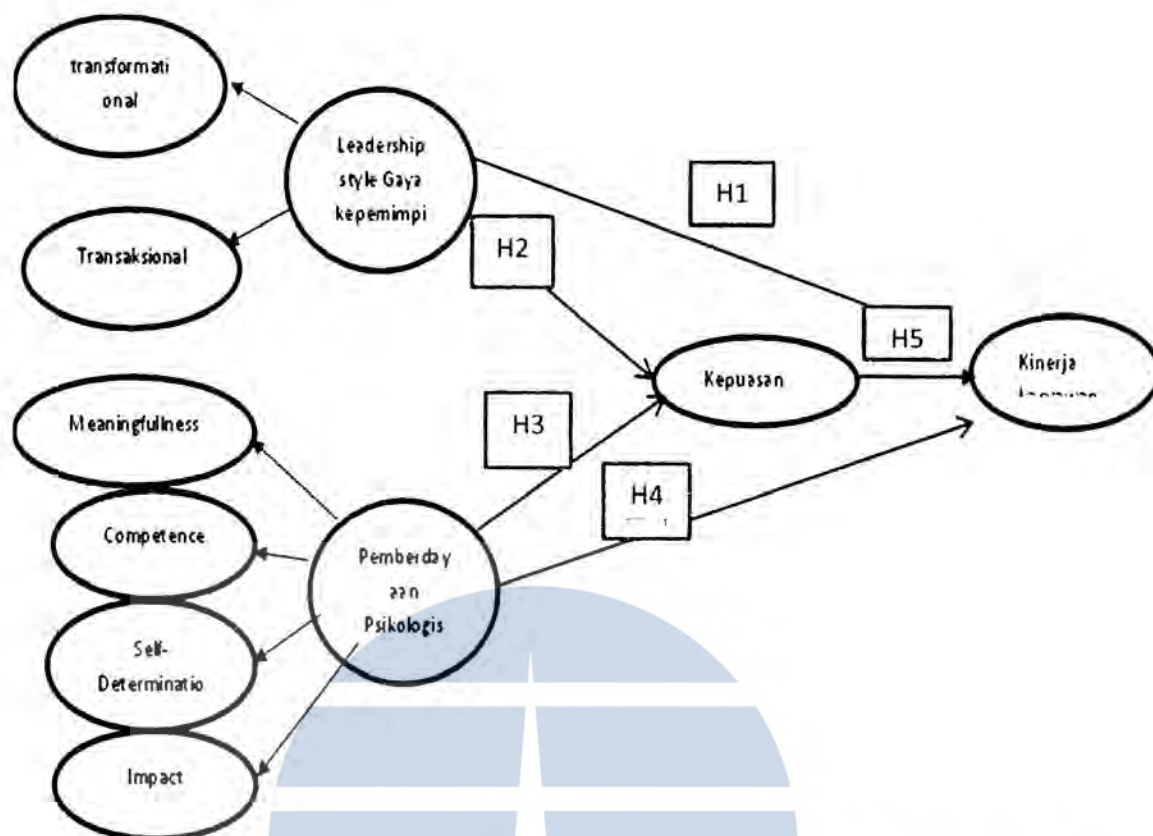 transformati
onal
Leadership
style Gaya
kepemimpi
Transaksional
H1
H2
H5
Kepuasan
Kinerja
Meaningfullness
H3
H4
Competence
Pemberday
aan
Psikologis
Self-
Determinatio
Impact